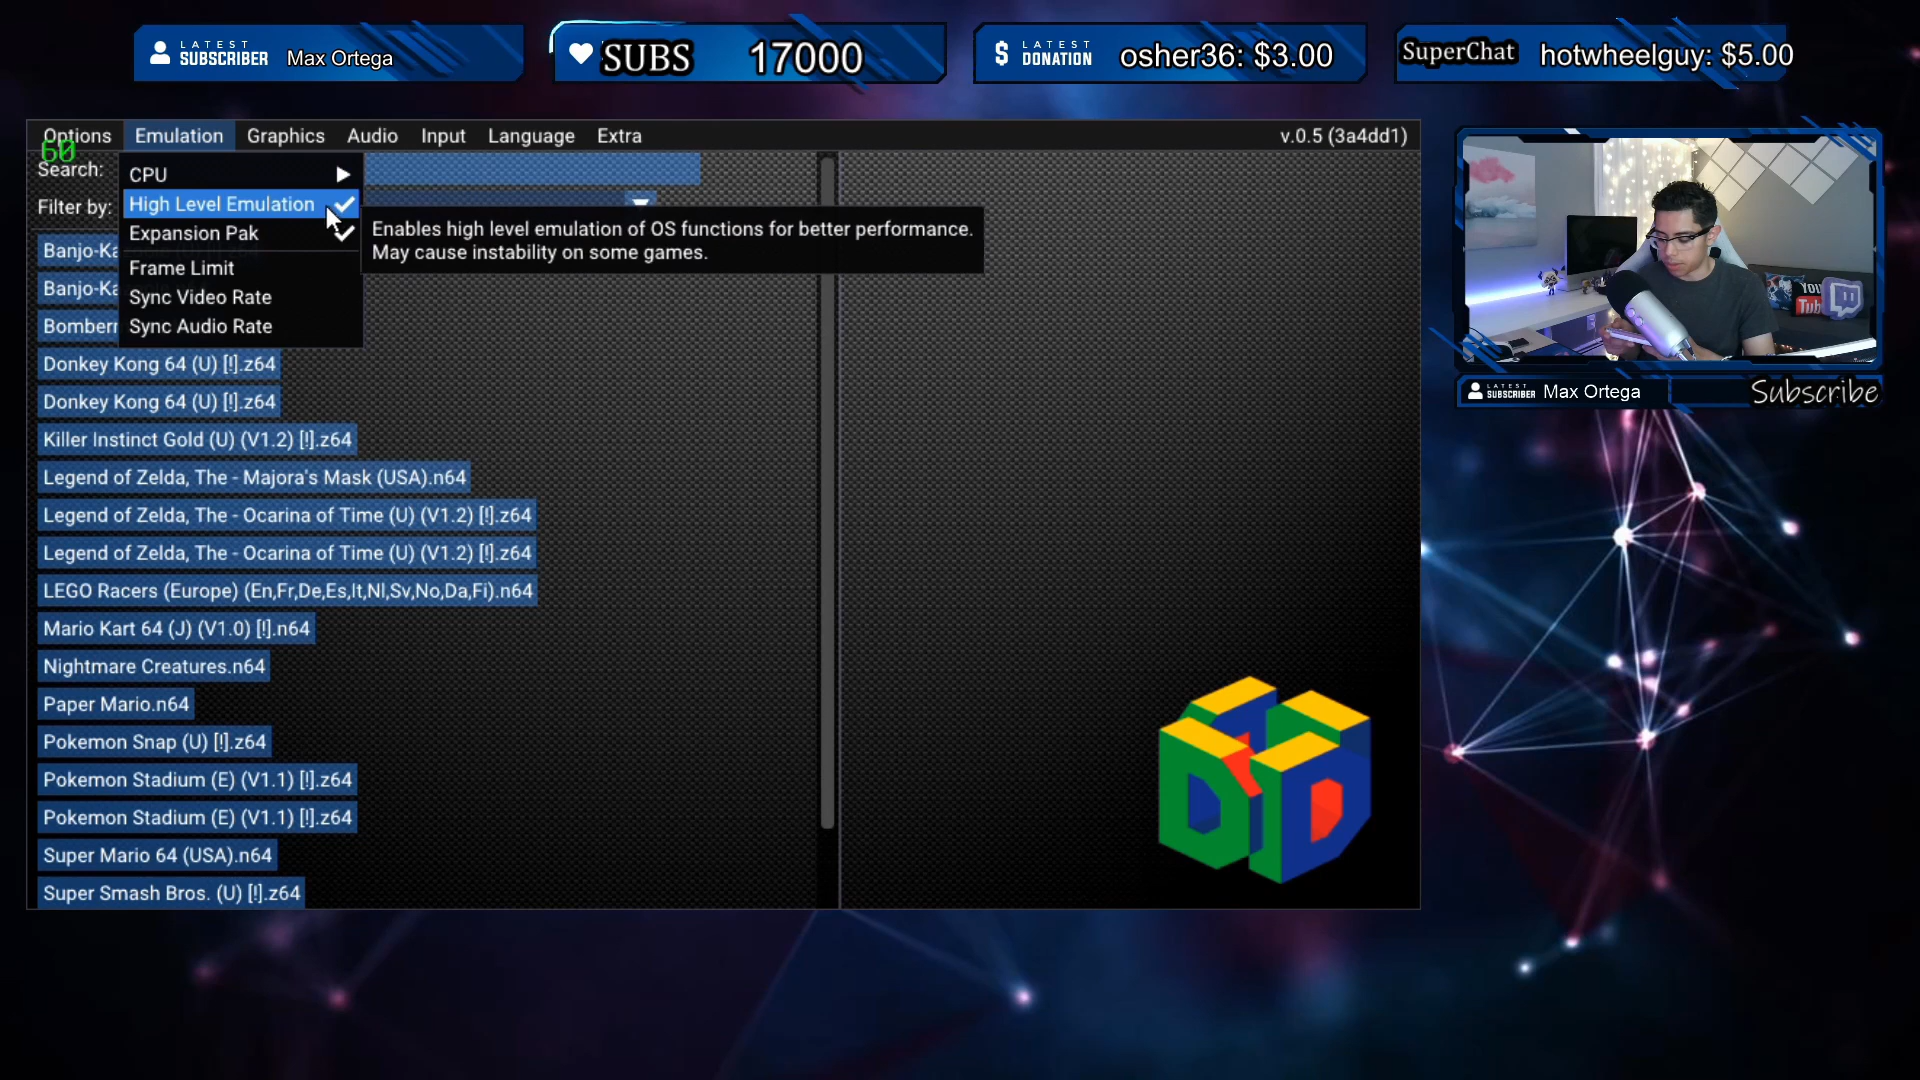 LATEST
SUBSCRIBER
Max Ortega
SUBS
17000
LATEST
DONATION
osher36: $3.00
SuperChat
hotwheelguy: $5.00
Options
Emulation
Graphics
Audio
Input
Language
Extra
v.0.5 (3a4dd1)
60
Search:
Filter by:
CPU
High Level Emulation
Expansion Pak
Frame Limit
Sync Video Rate
Sync Audio Rate
Enables high level emulation of OS functions for better performance.
May cause instability on some games.
Banjo-Ka
Banjo-Ka
Bomber
Donkey Kong 64 (U) [!].z64
Donkey Kong 64 (U) [!].z64
Killer Instinct Gold (U) (V1.2) [!].z64
Legend of Zelda, The - Majora's Mask (USA).n64
Legend of Zelda, The - Ocarina of Time (U) (V1.2) [!].z64
Legend of Zelda, The - Ocarina of Time (U) (V1.2) [!].z64
LEGO Racers (Europe) (En,Fr,De,Es,It,Nl,Sv,No,Da,Fi).n64
Mario Kart 64 (J) (V1.0) [!].n64
Nightmare Creatures.n64
Paper Mario.n64
Pokemon Snap (U) [!].z64
Pokemon Stadium (E) (V1.1) [!].z64
Pokemon Stadium (E) (V1.1) [!].z64
Super Mario 64 (USA).n64
Super Smash Bros. (U) [!].z64
You
Tub
LATEST
SUBSCRIBER
Max Ortega
Subscribe